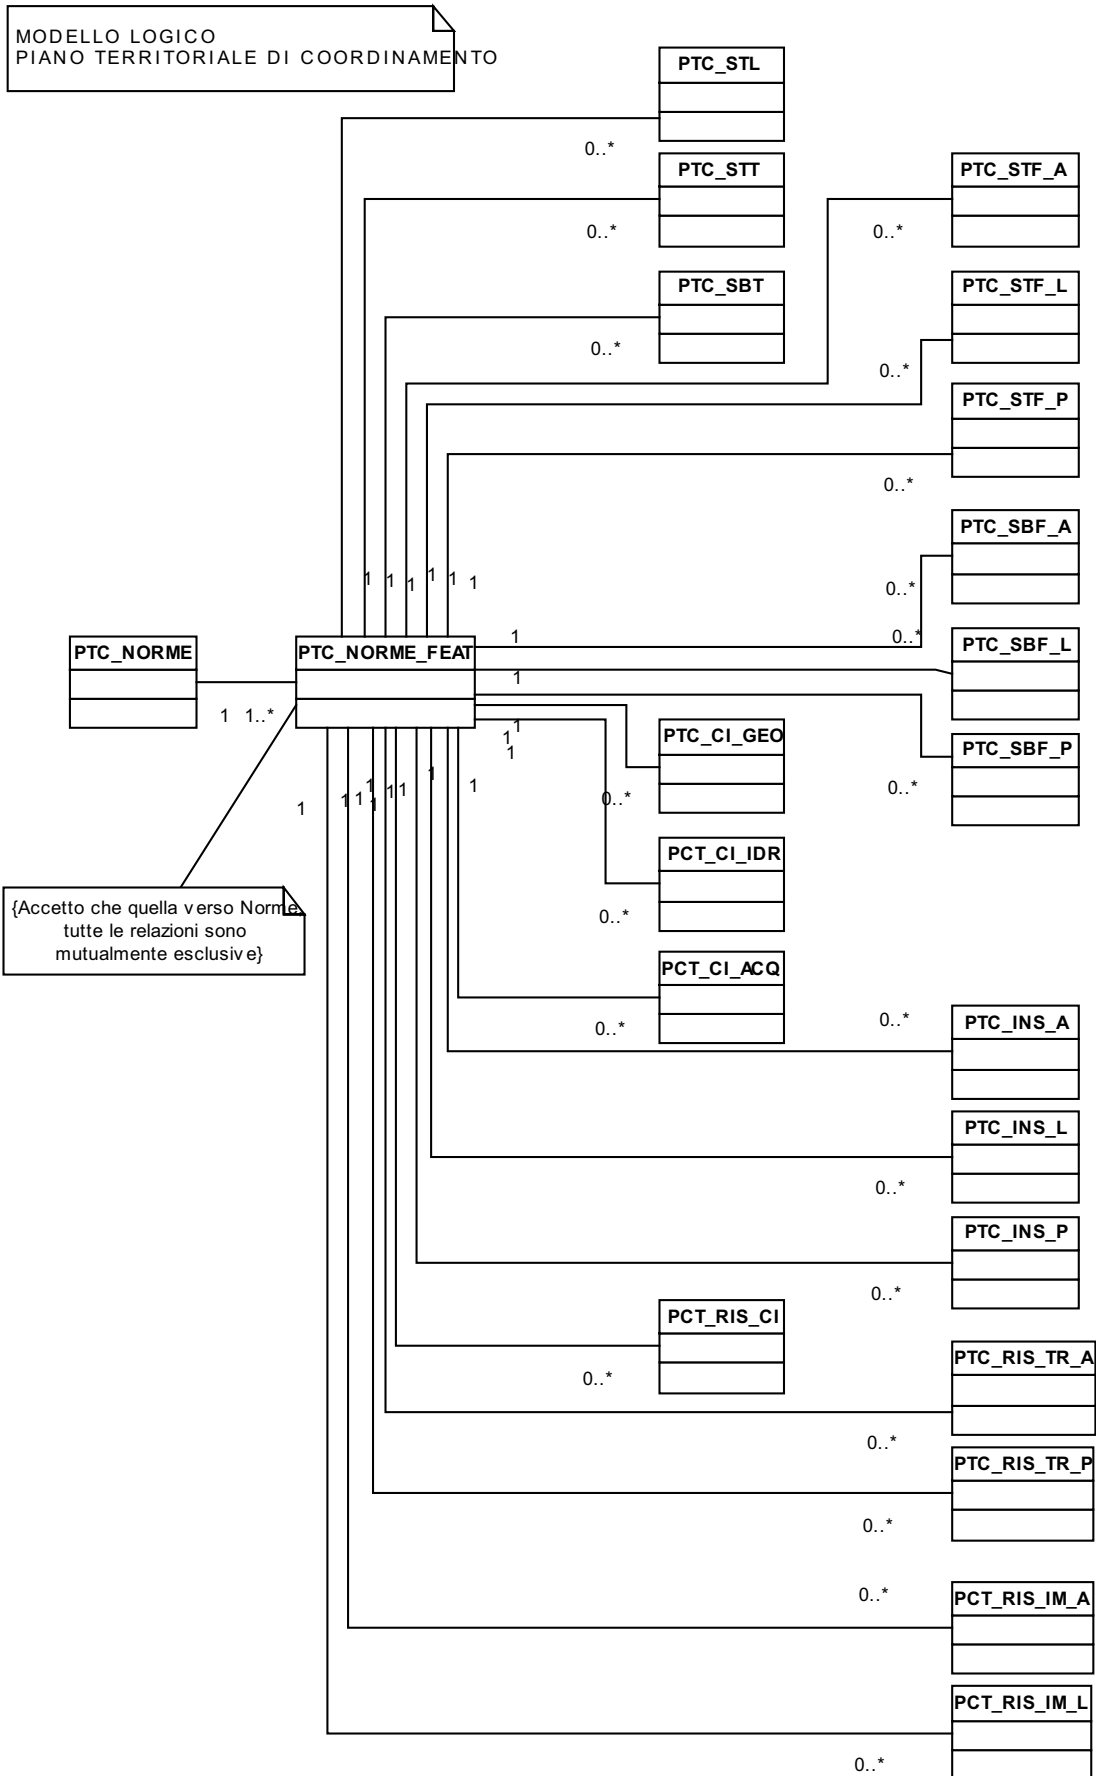 MODELLO LOGICO
PIANO TERRITORIALE DI COORDINAMENTO
PTC_STL
0..*
PTC_STT
0..*
PTC_STF_A
0..*
PTC_SBT
0..*
PTC_STF_L
0..*
PTC_STF_P
0..*
PTC_SBF_A
0..*
1 1 1 1 1 1
PTC_NORME
1 1..*
PTC_NORME_FEAT
1
0..*
PTC_SBF_L
1
PTC_SBF_P
0..*
1
1
1
PTC_CI_GEO
0..*
1 1 1 1 1 1 1 1 1 1
PCT_CI_IDR
0..*
{Accetto che quella verso Norme,
tutte le relazioni sono
mutualmente esclusive}
PCT_CI_ACQ
0..*
PTC_INS_A
0..*
PTC_INS_L
0..*
PTC_INS_P
0..*
PCT_RIS_CI
0..*
PTC_RIS_TR_A
0..*
PTC_RIS_TR_P
0..*
PCT_RIS_IM_A
0..*
PCT_RIS_IM_L
0..*